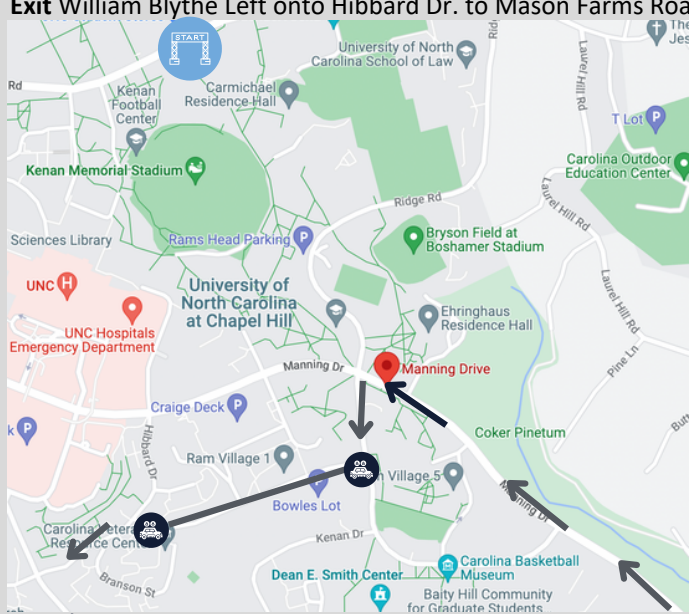 Exit William Blythe Left onto Hibbard Dr. to Mason Farms Roa
START
University of North
Carolina School of Law
The
Jes
Rd
Kenan
Football
Center
Carmichael
Residence Hall
Laurel Hill Rd
T Lot
Kenan Memorial Stadium
Carolina Outdoor
Education Center
Ridge Rd
Laurel Hill Rd
Sciences Library
Rams Head Parking
Bryson Field at
Boshamer Stadium
UNC
University of
North Carolina
at Chapel Hill
Laurel Hill Rd
UNC Hospitals
Emergency Department
Ehringhaus
Residence Hall
Pine Ln
Manning Dr
Manning Drive
Craige Deck
Hibbard Dr
Coker Pinetum
Ram Village 1
Village 5
Bowles Lot
Manning Dr
Kenan Dr
Branson St
Carolina Basketball
Museum
Dean E. Smith Center
Baity Hill Community
for Graduate Students